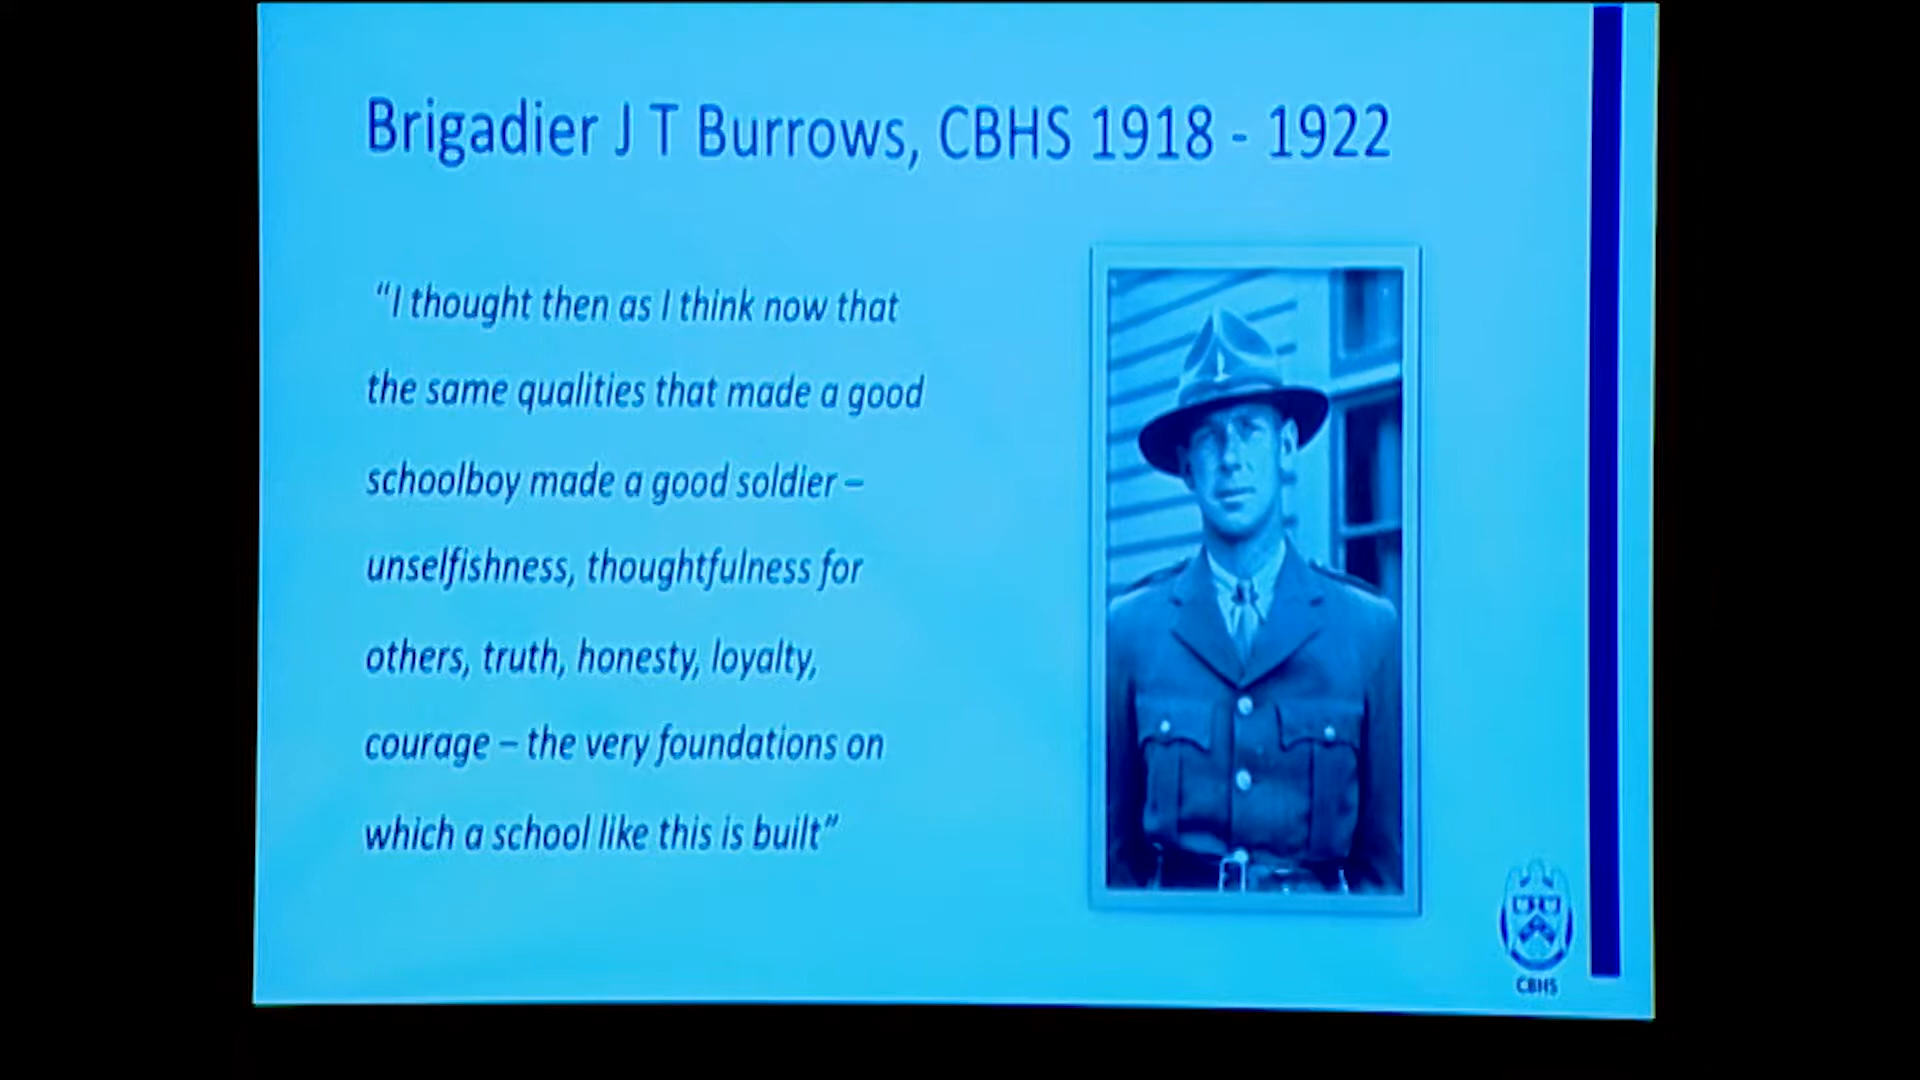 Brigadier J T Burrows, CBHS 1918 - 1922
“I thought then as I think now that
the same qualities that made a good
schoolboy made a good soldier –
unselfishness, thoughtfulness for
others, truth, honesty, loyalty,
courage – the very foundations on
which a school like this is built”
CBHS